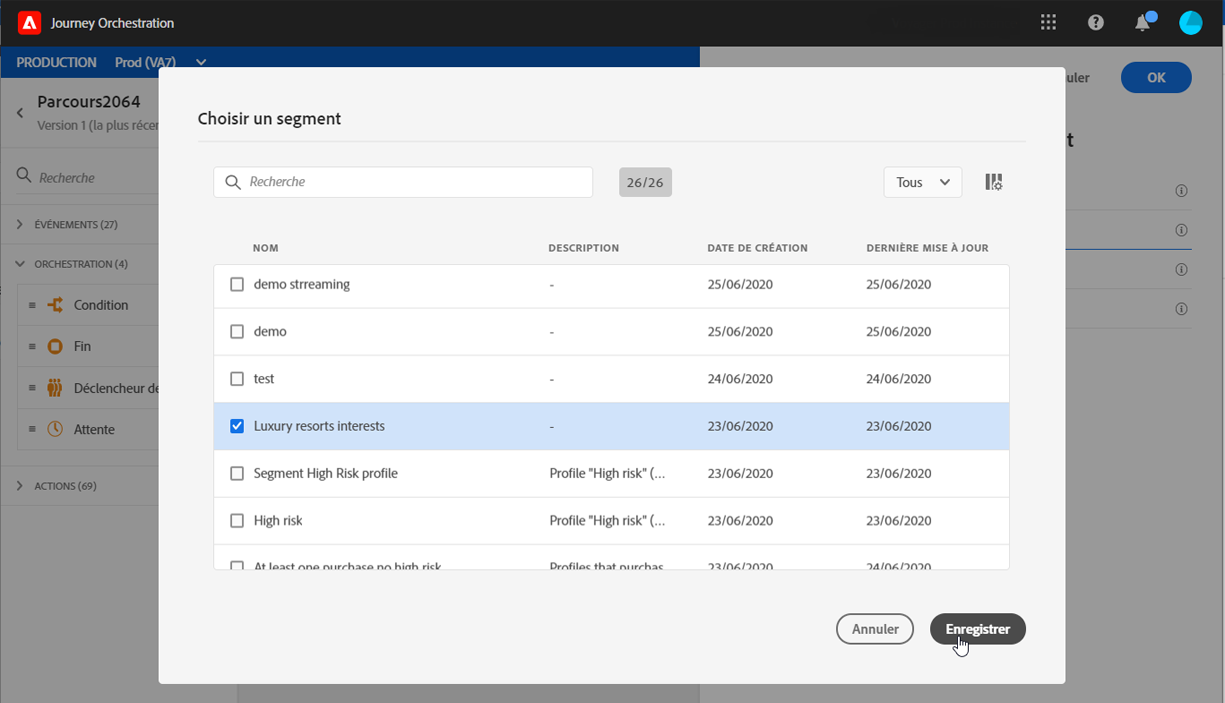 Journey Orchestration
PRODUCTION Prod (VA7)
uler OK
Parcours2064
Version 1 (la plus récen
Recherche
ÉVÉNEMENTS (27)
ORCHESTRATION (4)
Condition
Fin
Déclencheur de
Attente
ACTIONS (69)
t
Choisir un segment
Recherche 26/26 Tous
NOM DESCRIPTION DATE DE CRÉATION DERNIÈRE MISE À JOUR
demo strreaming - 25/06/2020 25/06/2020
demo - 25/06/2020 25/06/2020
test - 24/06/2020 24/06/2020
Luxury resorts interests - 23/06/2020 23/06/2020
Segment High Risk profile Profile "High risk" (... 23/06/2020 23/06/2020
High risk Profile "High risk" (... 23/06/2020 23/06/2020
At least one purchase no high risk Profiles that purchas 23/06/2020 24/06/2020
Annuler Enregistrer